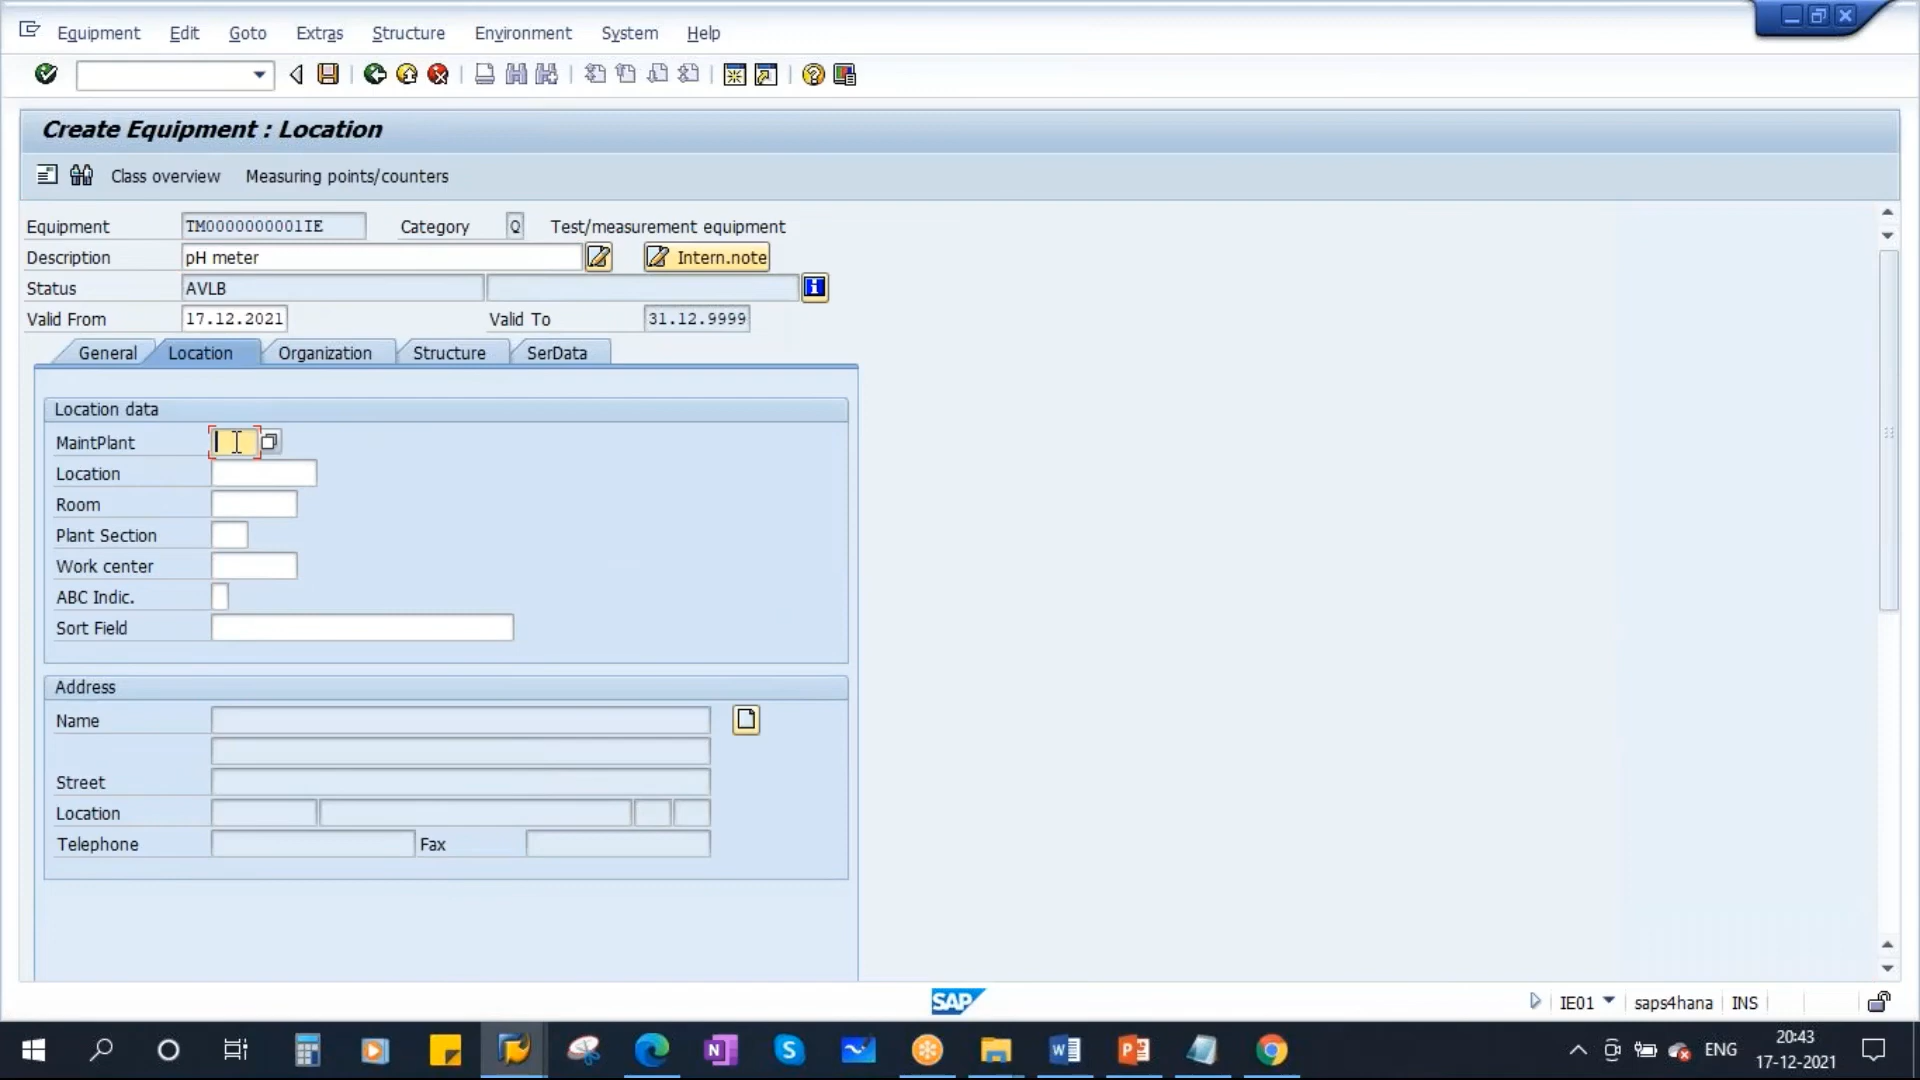 Equipment Edit Goto Extras Structure Environment System Help
Create Equipment : Location
Class overview Measuring points/counters
Equipment TM0000000001IE Category Q Test/measurement equipment
Description pH meter Intern.note
Status AVLB
Valid From 17.12.2021 Valid To 31.12.9999
General Location Organization Structure SerData
Location data
MaintPlant
Location
Room
Plant Section
Work center
ABC Indic.
Sort Field
Address
Name
Street
Location
Telephone Fax
SAP IE01 saps4hana INS
ENG 20:43
17-12-2021